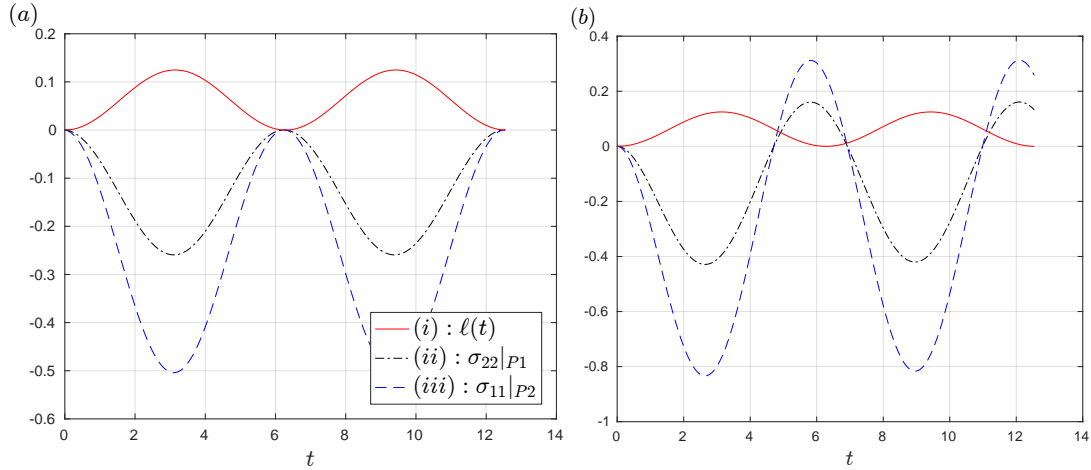 (a)
0.2
0.1
0
-0.1
-0.2
-0.3
-0.4
-0.5
-0.6
0 2 4 6 8 10 12 14
t
(i) : ℓ(t)
(ii) : σ₂₂|P1
(iii) : σ₁₁|P2
(b)
0.4
0.2
0
-0.2
-0.4
-0.6
-0.8
-1
0 2 4 6 8 10 12 14
t